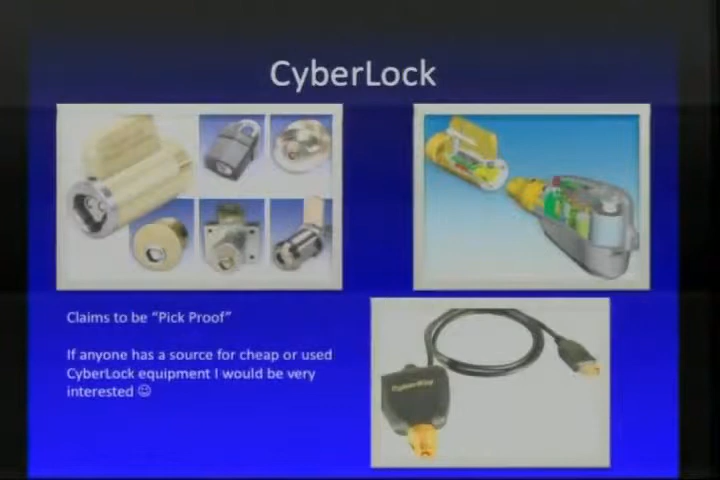 CyberLock
Claims to be “Pick Proof”
If anyone has a source for cheap or used
CyberLock equipment I would be very
interested ☺
CyberKey